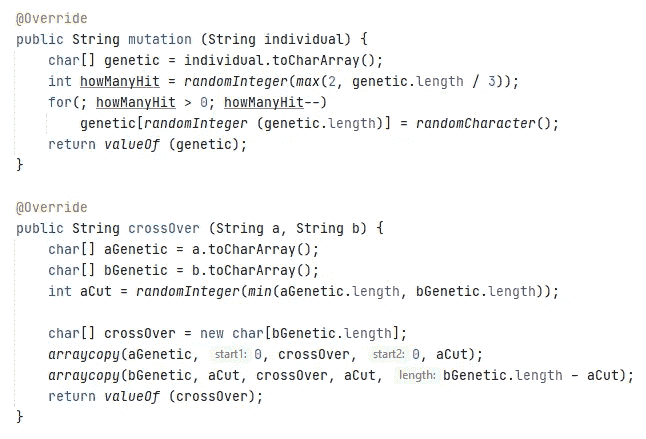 @Override
public String mutation (String individual) {
    char[] genetic = individual.toCharArray();
    int howManyHit = randomInteger(max(2, genetic.length / 3));
    for(; howManyHit > 0; howManyHit--)
        genetic[randomInteger (genetic.length)] = randomCharacter();
    return valueOf (genetic);
}
@Override
public String crossOver (String a, String b) {
    char[] aGenetic = a.toCharArray();
    char[] bGenetic = b.toCharArray();
    int aCut = randomInteger(min(aGenetic.length, bGenetic.length));
    char[] crossOver = new char[bGenetic.length];
    arraycopy(aGenetic, start1: 0, crossOver, start2: 0, aCut);
    arraycopy(bGenetic, aCut, crossOver, aCut, length: bGenetic.length - aCut);
    return valueOf (crossOver);
}